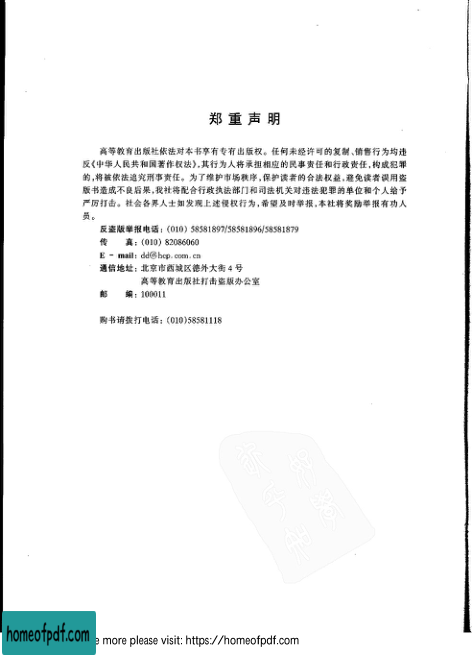 郑重声明
高等教育出版社依法对本书享有专有出版权。任何未经许可的复制、销售行为均违
反《中华人民共和国著作权法》,其行为人将承担相应的民事责任和行政责任,构成犯罪
的,将被依法追究刑事责任。为了维护市场秩序,保护读者的合法权益,避免读者误用盗
版书造成不良后果,我社将配合行政执法部门和司法机关对违法犯罪的单位和个人给予
严厉打击。社会各界人士如发现上述侵权行为,希望及时举报,本社将奖励举报有功人
员。
反盗版举报电话:(010) 58581897/58581896/58581879
传 真:(010) 82086060
E - mail: dd@hep.com.cn
通信地址:北京市西城区德外大街4号
高等教育出版社打击盗版办公室
邮 编:100011
购书请拨打电话:(010)58581118
homeofpdf.com
e more please visit: https://homeofpdf.com